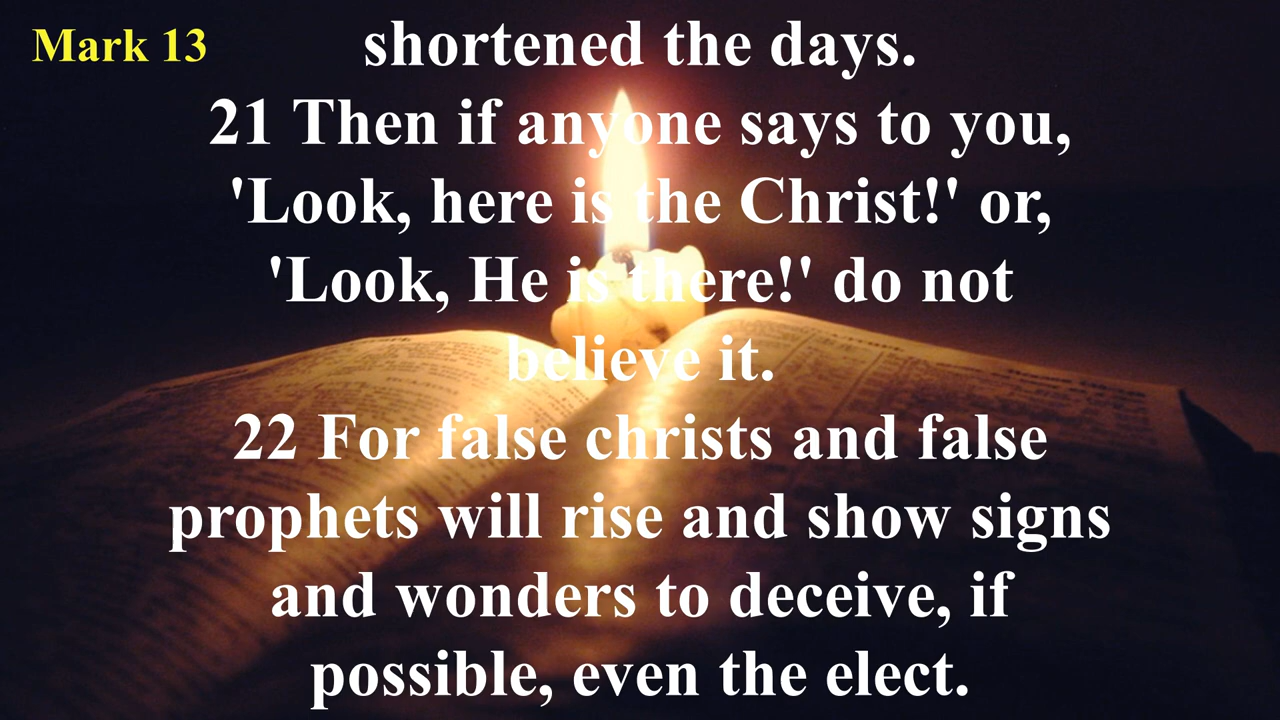 Mark 13
shortened the days.
21 Then if anyone says to you,
'Look, here is the Christ!' or,
'Look, He is there!' do not
believe it.
22 For false christs and false
prophets will rise and show signs
and wonders to deceive, if
possible, even the elect.